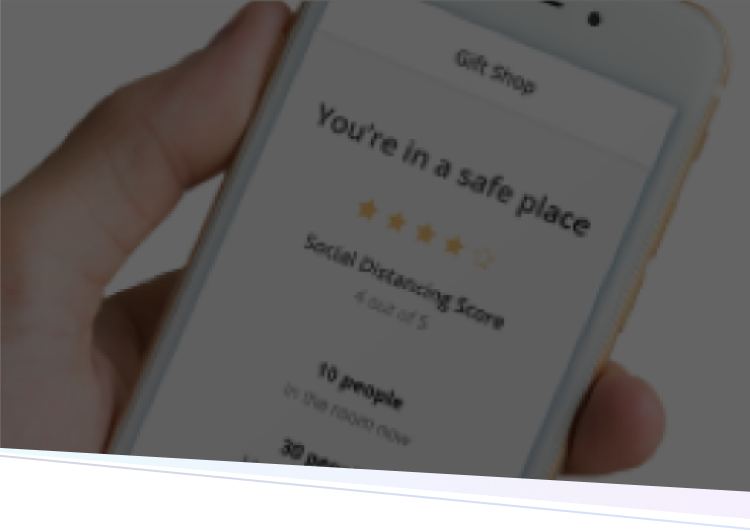 Gift Shop
You're in a safe place
Social Distancing Score
4 out of 5
10 people
in the room now
30